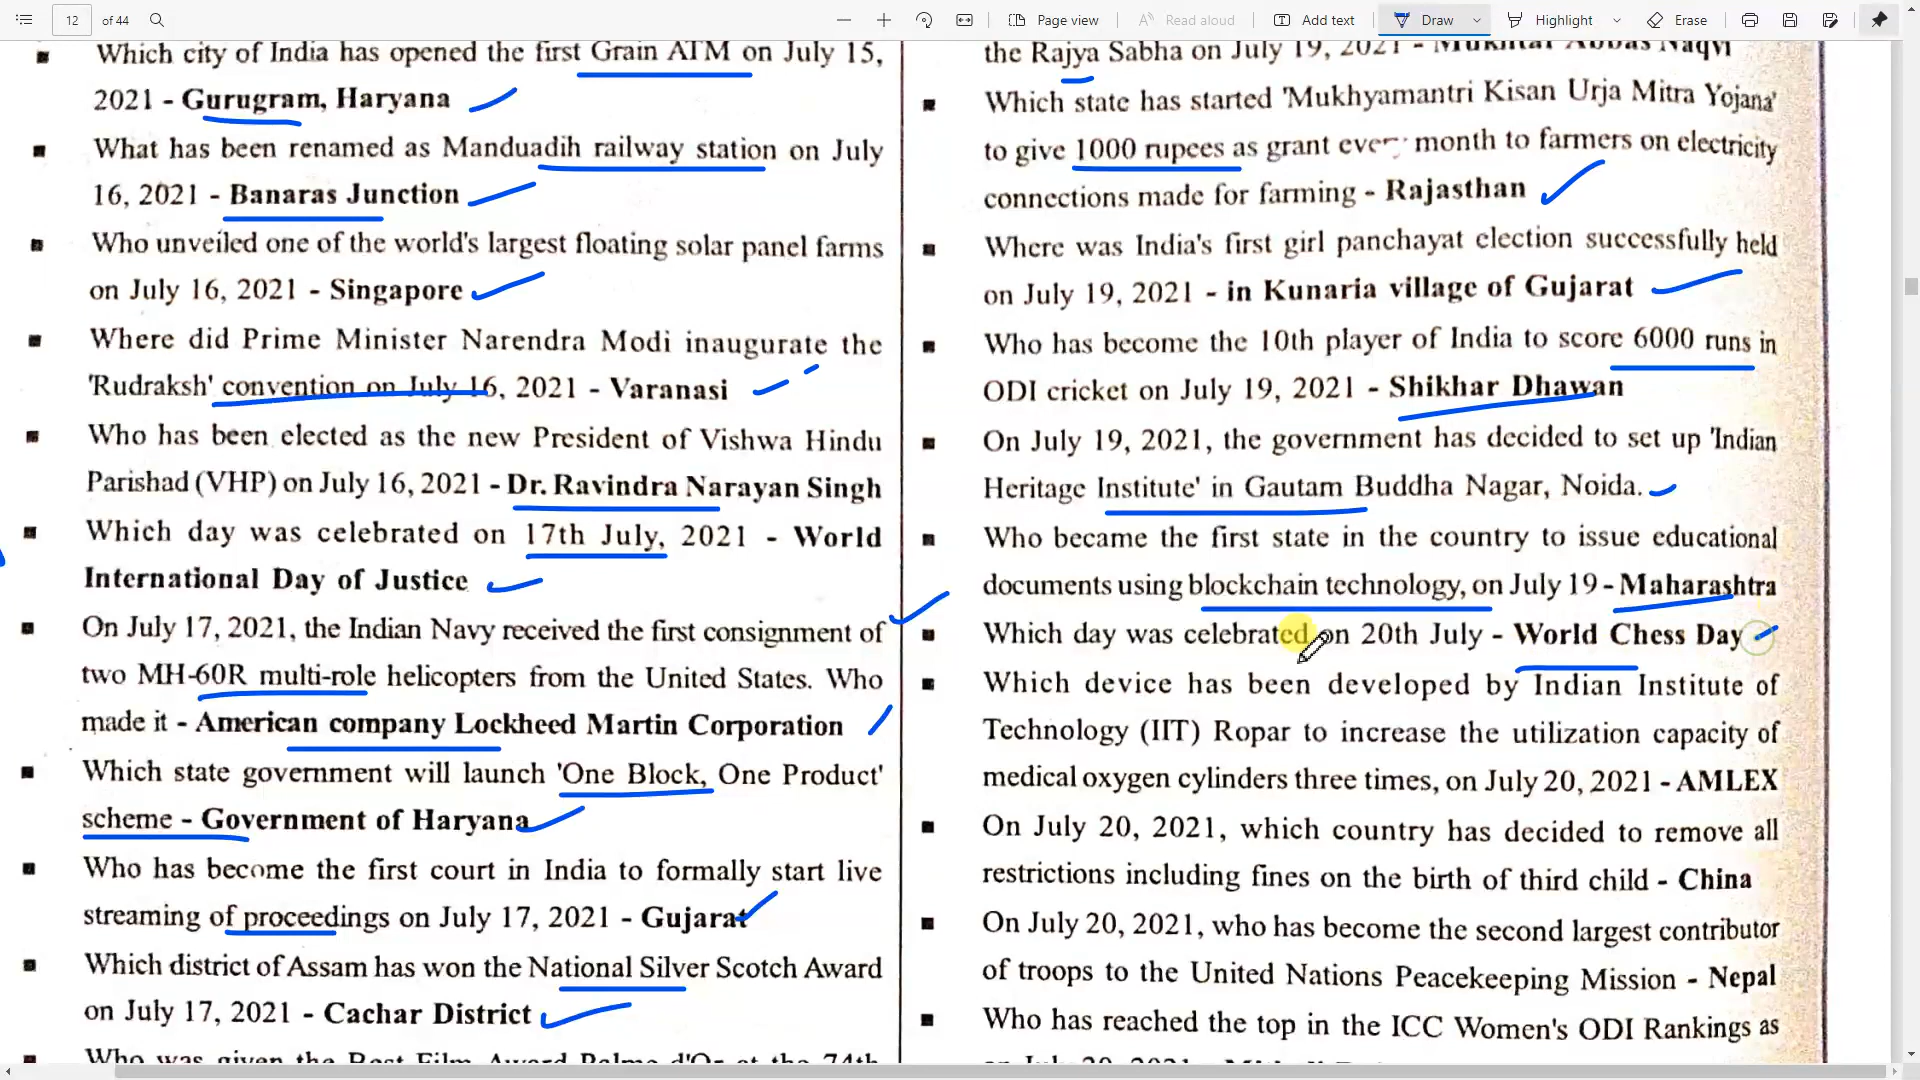 12 of 44 Page view Read aloud Add text Draw Highlight Erase
Which city of India has opened the first Grain ATM on July 15,
2021 - Gurugram, Haryana
What has been renamed as Manduadih railway station on July
16, 2021 - Banaras Junction
Who unveiled one of the world's largest floating solar panel farms
on July 16, 2021 - Singapore
Where did Prime Minister Narendra Modi inaugurate the
'Rudraksh' convention on July 16, 2021 - Varanasi
Who has been elected as the new President of Vishwa Hindu
Parishad (VHP) on July 16, 2021 - Dr. Ravindra Narayan Singh
Which day was celebrated on 17th July, 2021 - World
International Day of Justice
On July 17, 2021, the Indian Navy received the first consignment of
two MH-60R multi-role helicopters from the United States. Who
made it - American company Lockheed Martin Corporation
Which state government will launch 'One Block, One Product'
scheme - Government of Haryana
Who has become the first court in India to formally start live
streaming of proceedings on July 17, 2021 - Gujarat
Which district of Assam has won the National Silver Scotch Award
on July 17, 2021 - Cachar District
Who was given the Best Film Award Palme d'Or at the 74th
the Rajya Sabha on July 19, 2021 - Mukhtar Abbas Naqvi
Which state has started 'Mukhyamantri Kisan Urja Mitra Yojana'
to give 1000 rupees as grant every month to farmers on electricity
connections made for farming - Rajasthan
Where was India's first girl panchayat election successfully held
on July 19, 2021 - in Kunaria village of Gujarat
Who has become the 10th player of India to score 6000 runs in
ODI cricket on July 19, 2021 - Shikhar Dhawan
On July 19, 2021, the government has decided to set up 'Indian
Heritage Institute' in Gautam Buddha Nagar, Noida.
Who became the first state in the country to issue educational
documents using blockchain technology, on July 19 - Maharashtra
Which day was celebrated on 20th July - World Chess Day
Which device has been developed by Indian Institute of
Technology (IIT) Ropar to increase the utilization capacity of
medical oxygen cylinders three times, on July 20, 2021 - AMLEX
On July 20, 2021, which country has decided to remove all
restrictions including fines on the birth of third child - China
On July 20, 2021, who has become the second largest contributor
of troops to the United Nations Peacekeeping Mission - Nepal
Who has reached the top in the ICC Women's ODI Rankings as